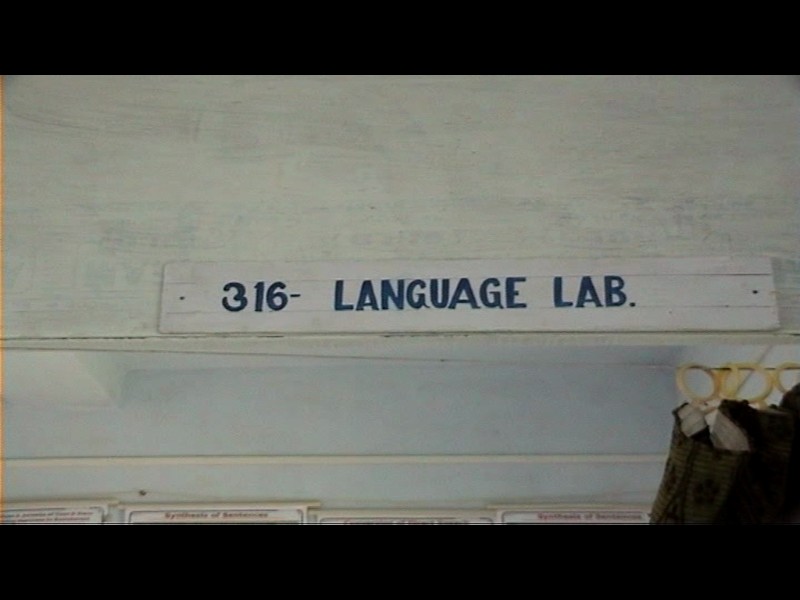 316- LANGUAGE LAB.
Synthesis of Sentences
Synthesis of Sentences